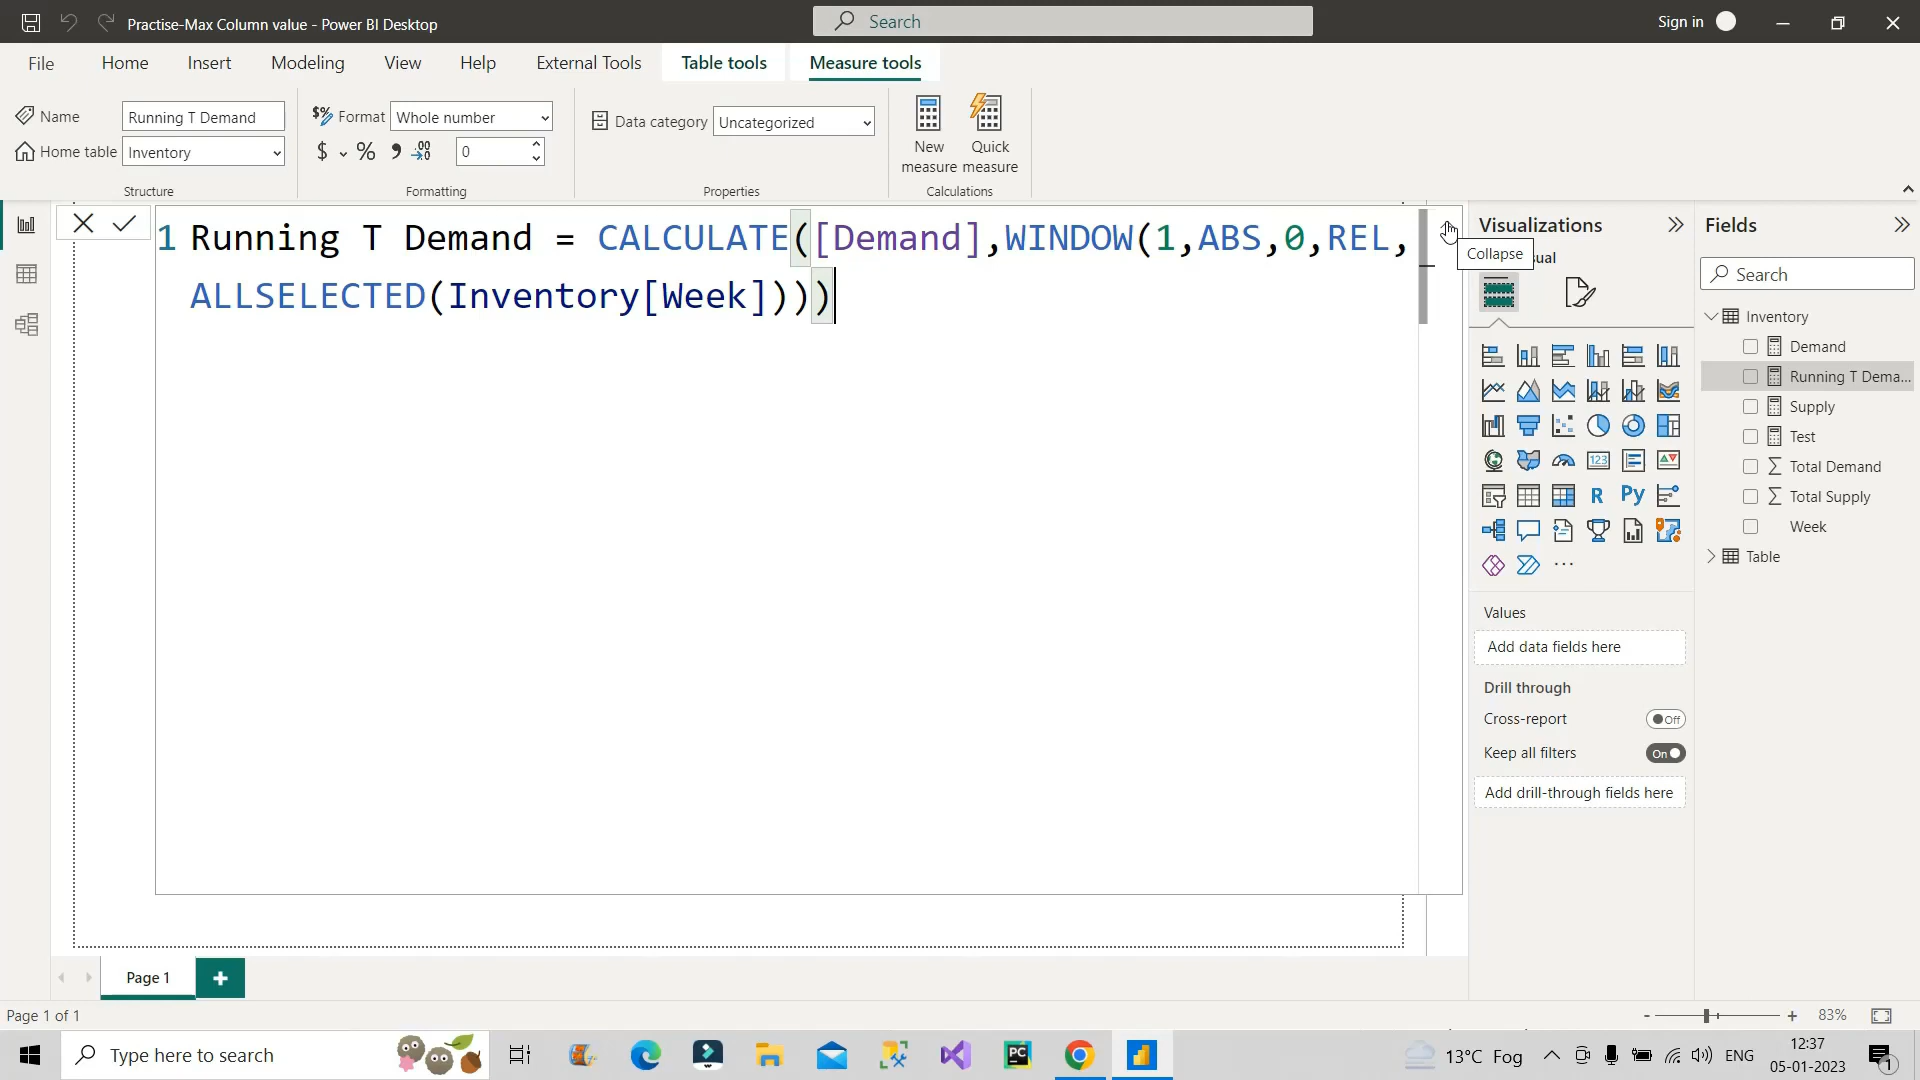 Practise-Max Column value - Power BI Desktop
Search
Sign in
File
Home
Insert
Modeling
View
Help
External Tools
Table tools
Measure tools
Name
Running T Demand
Home table
Inventory
Structure
$% Format
Whole number
$ % , .00
0
Formatting
Data category
Uncategorized
Properties
New measure
Quick measure
Calculations
1 Running T Demand = CALCULATE([Demand],WINDOW(1,ABS,0,REL,
ALLSELECTED(Inventory[Week])))
Collapse
Visualizations
ual
123
R
Py
...
Values
Add data fields here
Drill through
Cross-report
Off
Keep all filters
On
Add drill-through fields here
Fields
Search
Inventory
Demand
Running T Dema...
Supply
Test
Total Demand
Total Supply
Week
Table
Page 1
+
Page 1 of 1
- + 83%
Type here to search
PC
13°C Fog
ENG
12:37
05-01-2023
1